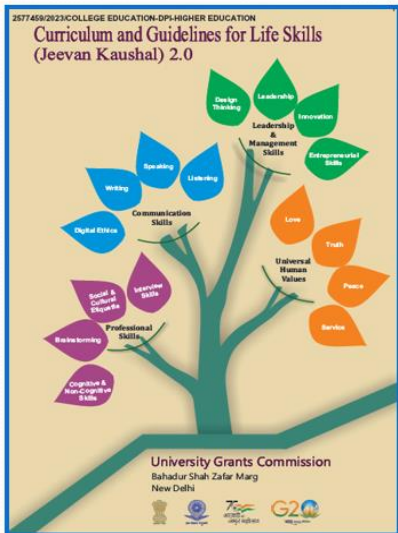 2577459/2023/COLLEGE EDUCATION-DPI-HIGHER EDUCATION
Curriculum and Guidelines for Life Skills
(Jeevan Kaushal) 2.0
Design
Thinking
Leadership
Innovation
Entrepreneurial
Skills
Leadership
&
Management
Skills
Speaking
Listening
Writing
Digital Ethics
Communication
Skills
Love
Truth
Peace
Service
Universal
Human
Values
Social &
Cultural
Etiquette
Interview
Skills
Brainstorming
Cognitive &
Non-Cognitive
Skills
Professional
Skills
University Grants Commission
Bahadur Shah Zafar Marg
New Delhi
G20